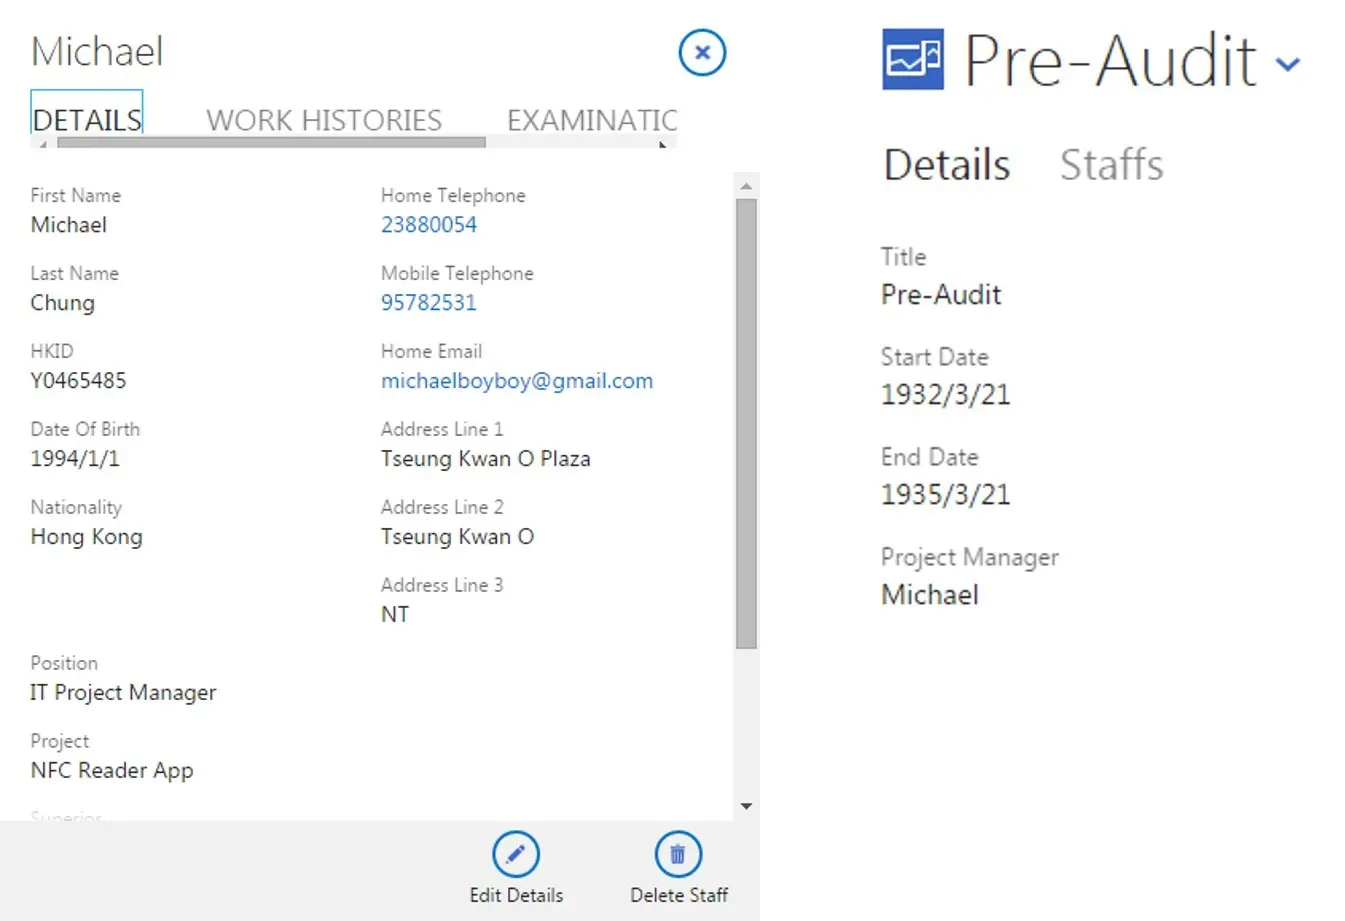 Michael
DETAILS WORK HISTORIES EXAMINATIO
First Name
Michael
Last Name
Chung
HKID
Y0465485
Date Of Birth
1994/1/1
Nationality
Hong Kong
Home Telephone
23880054
Mobile Telephone
95782531
Home Email
michaelboyboy@gmail.com
Address Line 1
Tseung Kwan O Plaza
Address Line 2
Tseung Kwan O
Address Line 3
NT
Position
IT Project Manager
Project
NFC Reader App
Superior
Edit Details Delete Staff
Pre-Audit
Details Staffs
Title
Pre-Audit
Start Date
1932/3/21
End Date
1935/3/21
Project Manager
Michael